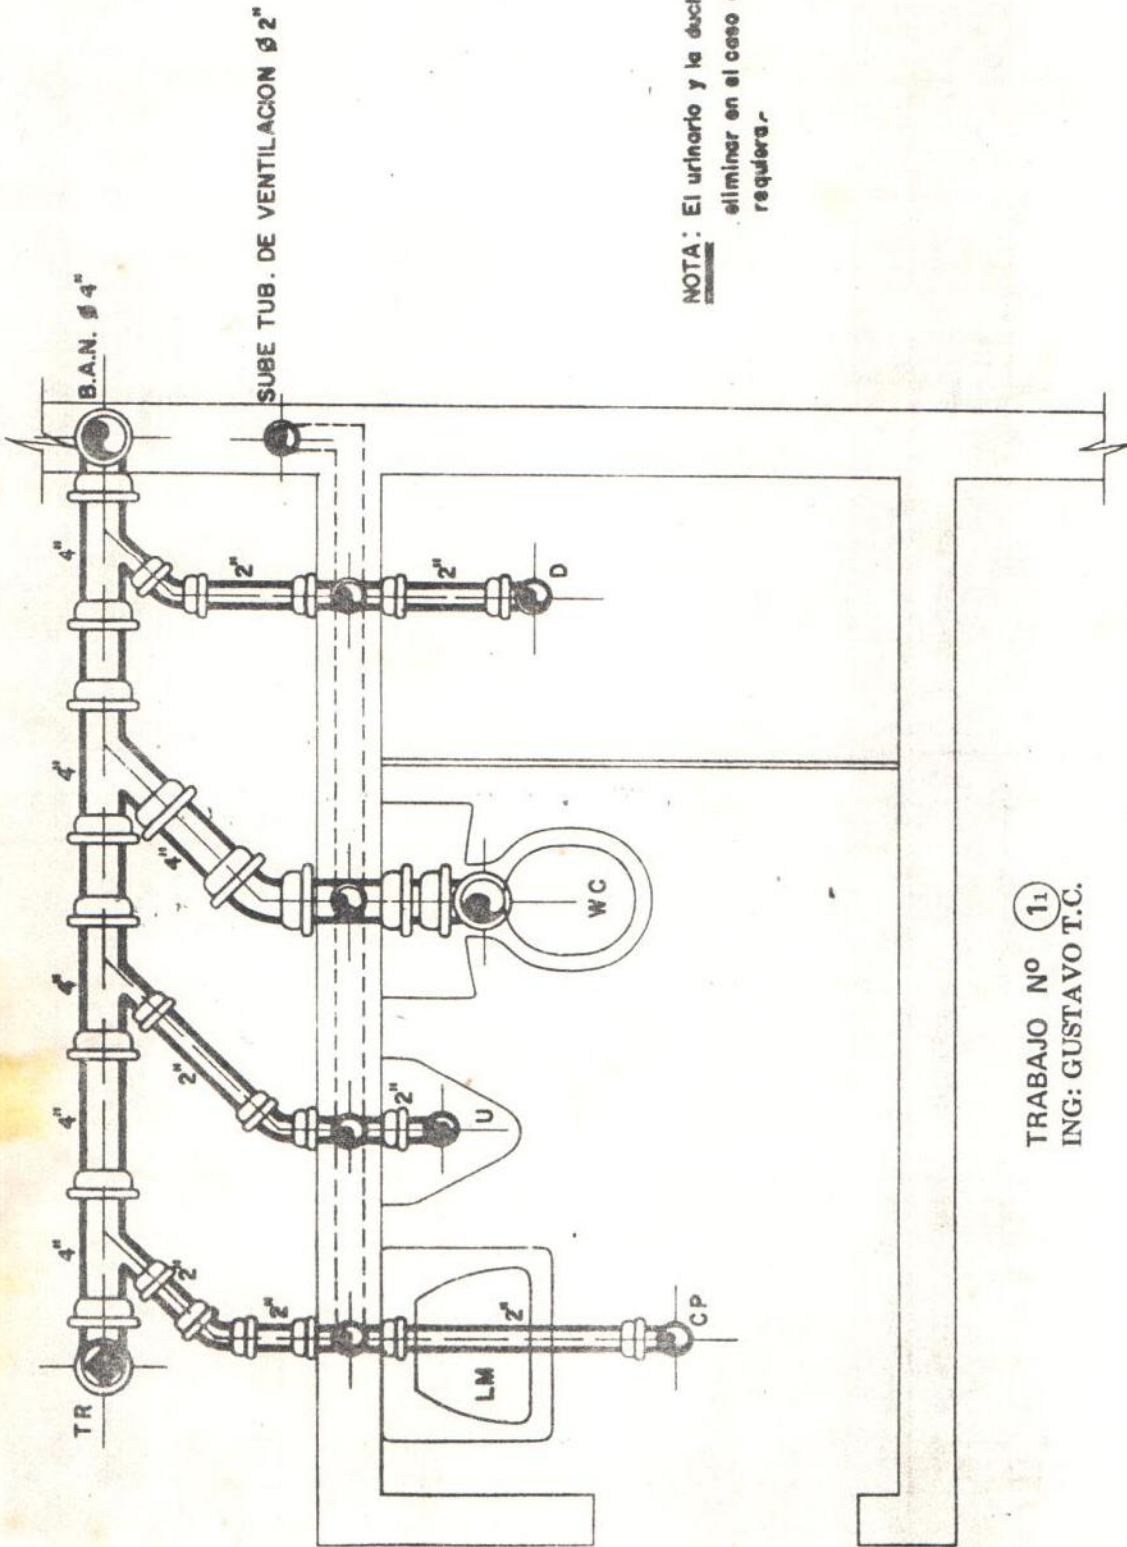 TR
4"
4"
4"
4"
4"
B.A.N. Ø 4"
SUBE TUB. DE VENTILACION Ø 2"
2"
2"
2"
4"
2"
2"
2"
2"
LM
U
WC
D
CP
NOTA: El urinario y la
eliminar en el caso
requiera.-
TRABAJO Nº 11
ING: GUSTAVO T.C.